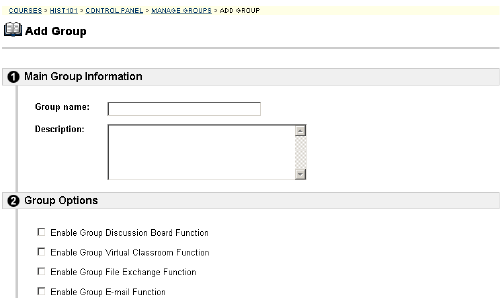 COURSES > HIST101 > CONTROL PANEL > MANAGE GROUPS > ADD GROUP
Add Group
1 Main Group Information
Group name:
Description:
2 Group Options
Enable Group Discussion Board Function
Enable Group Virtual Classroom Function
Enable Group File Exchange Function
Enable Group E-mail Function